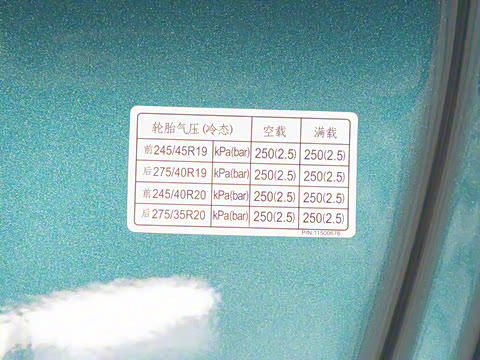 轮胎气压(冷态) 空载 满载
前245/45R19 kPa(bar) 250(2.5) 250(2.5)
后275/40R19 kPa(bar) 250(2.5) 250(2.5)
前245/40R20 kPa(bar) 250(2.5) 250(2.5)
后275/35R20 kPa(bar) 250(2.5) 250(2.5)
P/N:11500676